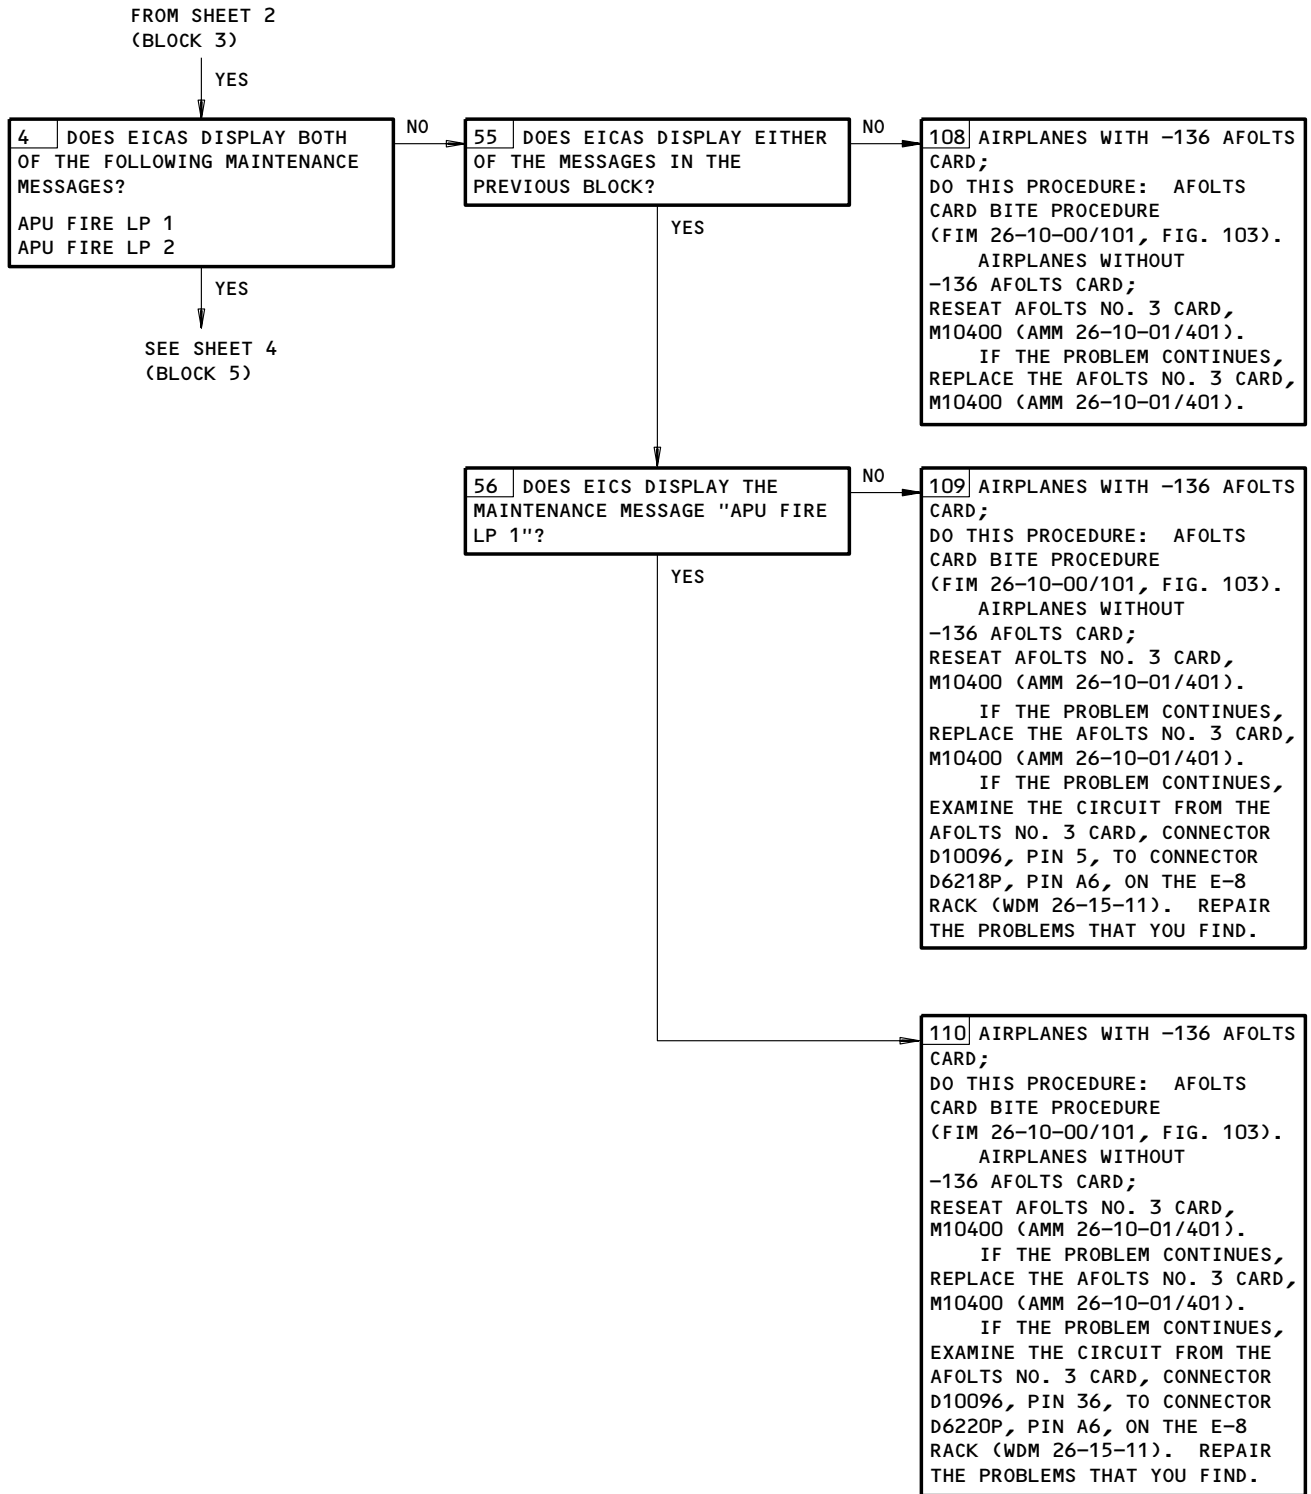 FROM SHEET 2
(BLOCK 3)
YES
4 DOES EICAS DISPLAY BOTH
OF THE FOLLOWING MAINTENANCE
MESSAGES?
APU FIRE LP 1
APU FIRE LP 2
YES
SEE SHEET 4
(BLOCK 5)
NO
55 DOES EICAS DISPLAY EITHER
OF THE MESSAGES IN THE
PREVIOUS BLOCK?
YES
NO
108 AIRPLANES WITH -136 AFOLTS
CARD;
DO THIS PROCEDURE: AFOLTS
CARD BITE PROCEDURE
(FIM 26-10-00/101, FIG. 103).
AIRPLANES WITHOUT
-136 AFOLTS CARD;
RESEAT AFOLTS NO. 3 CARD,
M10400 (AMM 26-10-01/401).
IF THE PROBLEM CONTINUES,
REPLACE THE AFOLTS NO. 3 CARD,
M10400 (AMM 26-10-01/401).
56 DOES EICS DISPLAY THE
MAINTENANCE MESSAGE "APU FIRE
LP 1"?
YES
NO
109 AIRPLANES WITH -136 AFOLTS
CARD;
DO THIS PROCEDURE: AFOLTS
CARD BITE PROCEDURE
(FIM 26-10-00/101, FIG. 103).
AIRPLANES WITHOUT
-136 AFOLTS CARD;
RESEAT AFOLTS NO. 3 CARD,
M10400 (AMM 26-10-01/401).
IF THE PROBLEM CONTINUES,
REPLACE THE AFOLTS NO. 3 CARD,
M10400 (AMM 26-10-01/401).
IF THE PROBLEM CONTINUES,
EXAMINE THE CIRCUIT FROM THE
AFOLTS NO. 3 CARD, CONNECTOR
D10096, PIN 5, TO CONNECTOR
D6218P, PIN A6, ON THE E-8
RACK (WDM 26-15-11). REPAIR
THE PROBLEMS THAT YOU FIND.
110 AIRPLANES WITH -136 AFOLTS
CARD;
DO THIS PROCEDURE: AFOLTS
CARD BITE PROCEDURE
(FIM 26-10-00/101, FIG. 103).
AIRPLANES WITHOUT
-136 AFOLTS CARD;
RESEAT AFOLTS NO. 3 CARD,
M10400 (AMM 26-10-01/401).
IF THE PROBLEM CONTINUES,
REPLACE THE AFOLTS NO. 3 CARD,
M10400 (AMM 26-10-01/401).
IF THE PROBLEM CONTINUES,
EXAMINE THE CIRCUIT FROM THE
AFOLTS NO. 3 CARD, CONNECTOR
D10096, PIN 36, TO CONNECTOR
D6220P, PIN A6, ON THE E-8
RACK (WDM 26-15-11). REPAIR
THE PROBLEMS THAT YOU FIND.